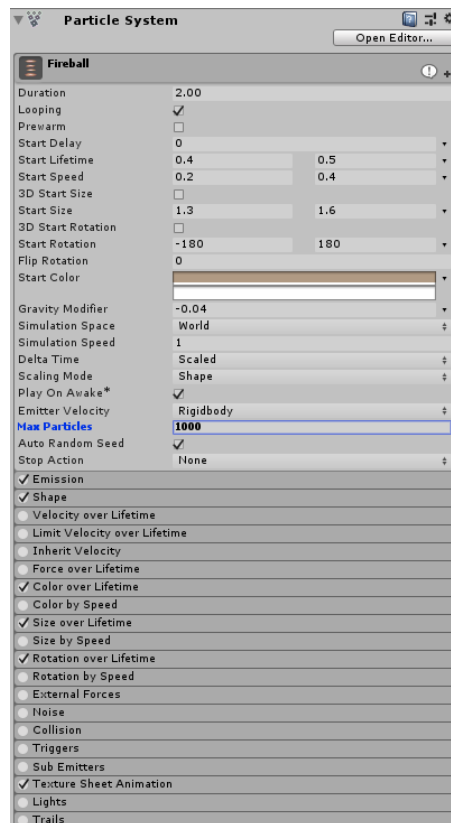 Particle System
Open Editor...
Fireball
Duration 2.00
Looping
Prewarm
Start Delay 0
Start Lifetime 0.4 0.5
Start Speed 0.2 0.4
3D Start Size
Start Size 1.3 1.6
3D Start Rotation
Start Rotation -180 180
Flip Rotation 0
Start Color
Gravity Modifier -0.04
Simulation Space World
Simulation Speed 1
Delta Time Scaled
Scaling Mode Shape
Play On Awake*
Emitter Velocity Rigidbody
Max Particles 1000
Auto Random Seed
Stop Action None
Emission
Shape
Velocity over Lifetime
Limit Velocity over Lifetime
Inherit Velocity
Force over Lifetime
Color over Lifetime
Color by Speed
Size over Lifetime
Size by Speed
Rotation over Lifetime
Rotation by Speed
External Forces
Noise
Collision
Triggers
Sub Emitters
Texture Sheet Animation
Lights
Trails